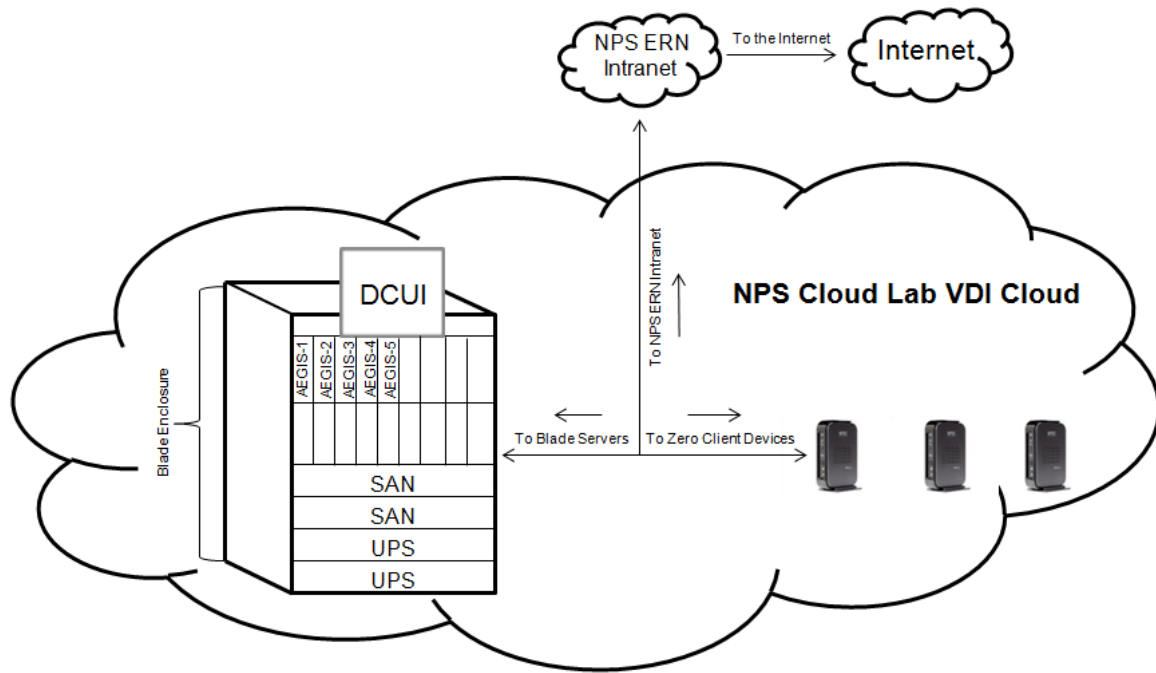 NPS ERN
Intranet
To the Internet
Internet
To NPS ERN Intranet
NPS Cloud Lab VDI Cloud
DCUI
Blade Enclosure
AEGIS-1
AEGIS-2
AEGIS-3
AEGIS-4
AEGIS-5
To Blade Servers
To Zero Client Devices
SAN
SAN
UPS
UPS